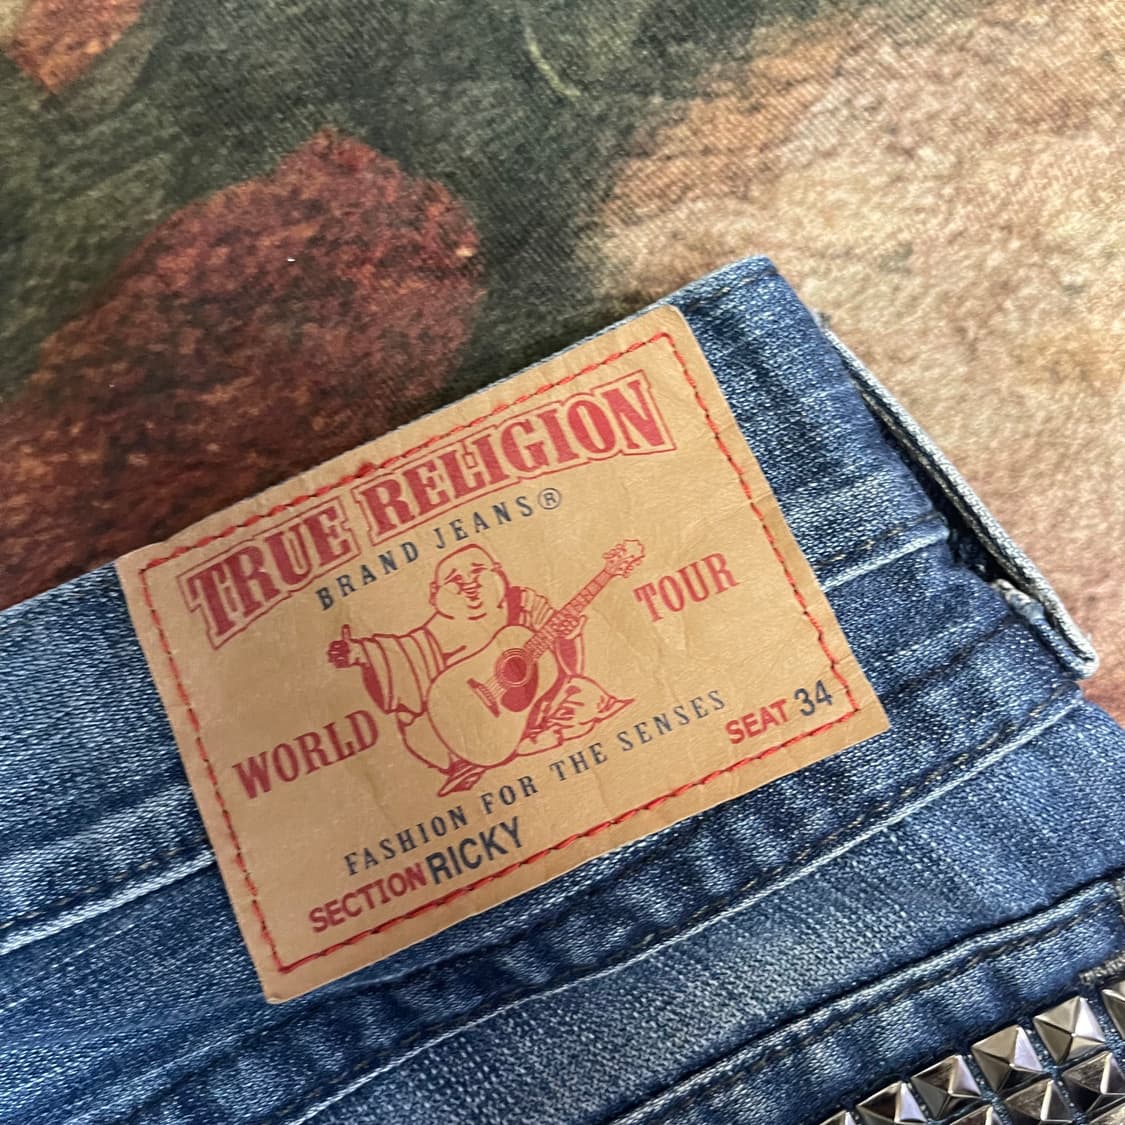 TRUE RELIGION
BRAND JEANS®
WORLD TOUR
FASHION FOR THE SENSES
SECTION RICKY SEAT 34